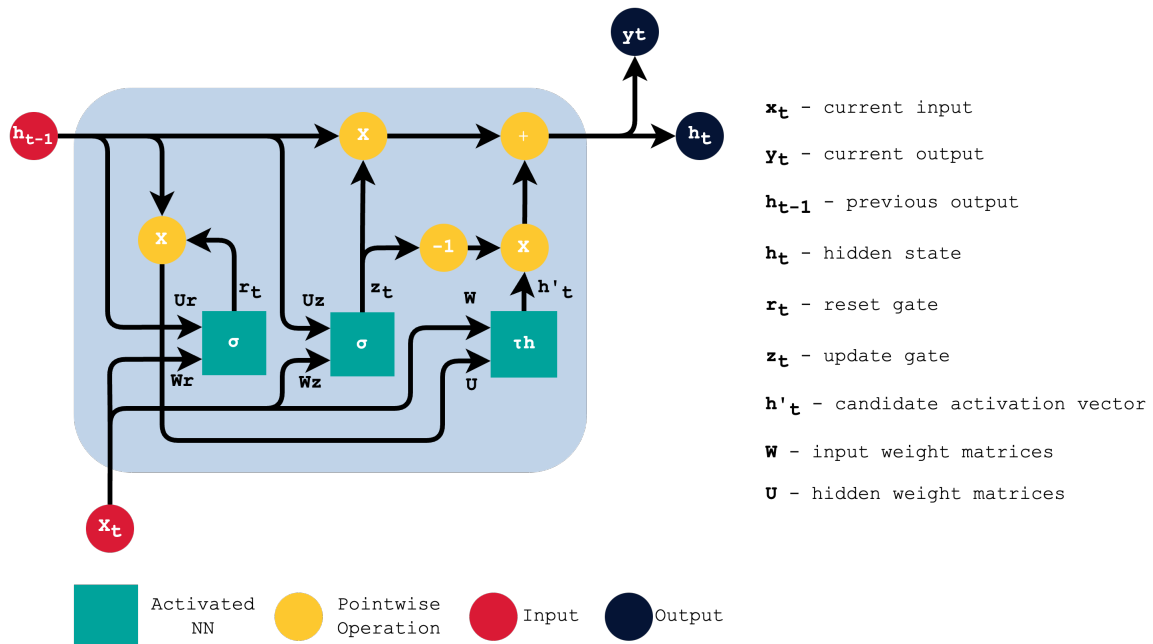 yt
ht-1
X
+
ht
X
-1
X
rt
zt
h't
Ur
Uz
W
σ
σ
τh
Wr
Wz
U
xt
xt - current input
yt - current output
ht-1 - previous output
ht - hidden state
rt - reset gate
zt - update gate
h't - candidate activation vector
W - input weight matrices
U - hidden weight matrices
Activated
NN
Pointwise
Operation
Input
Output